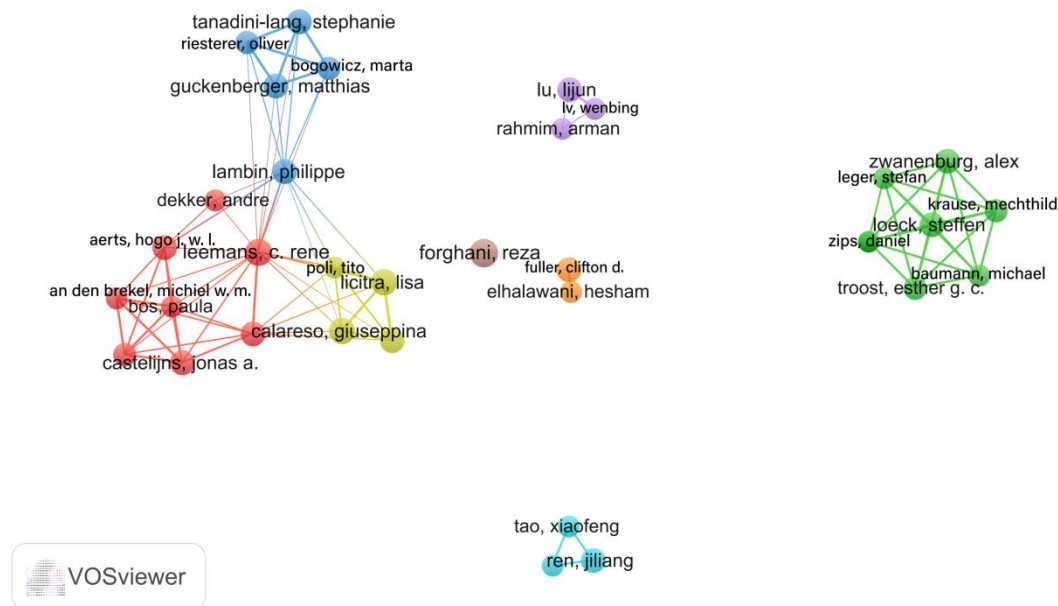 tanadini-lang, stephanie
riesterer, oliver
bogowicz, marta
guckenberger, matthias
lambin, philippe
dekker, andre
aerts, hogo j. w. l.
leemans, c. rene
poli, tito
licitra, lisa
an den brekel, michiel w. m.
bos, paula
calareso, giuseppina
castelijns, jonas a.
lu, lijun
lv, wenbing
rahmim, arman
forghani, reza
fuller, clifton d.
elhalawani, hesham
zwanenburg, alex
leger, stefan
krause, mechthild
loeck, steffen
zips, daniel
baumann, michael
troost, esther g. c.
tao, xiaofeng
ren, jiliang
VOSviewer